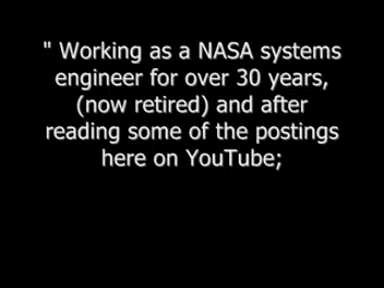 " Working as a NASA systems
engineer for over 30 years,
(now retired) and after
reading some of the postings
here on YouTube;